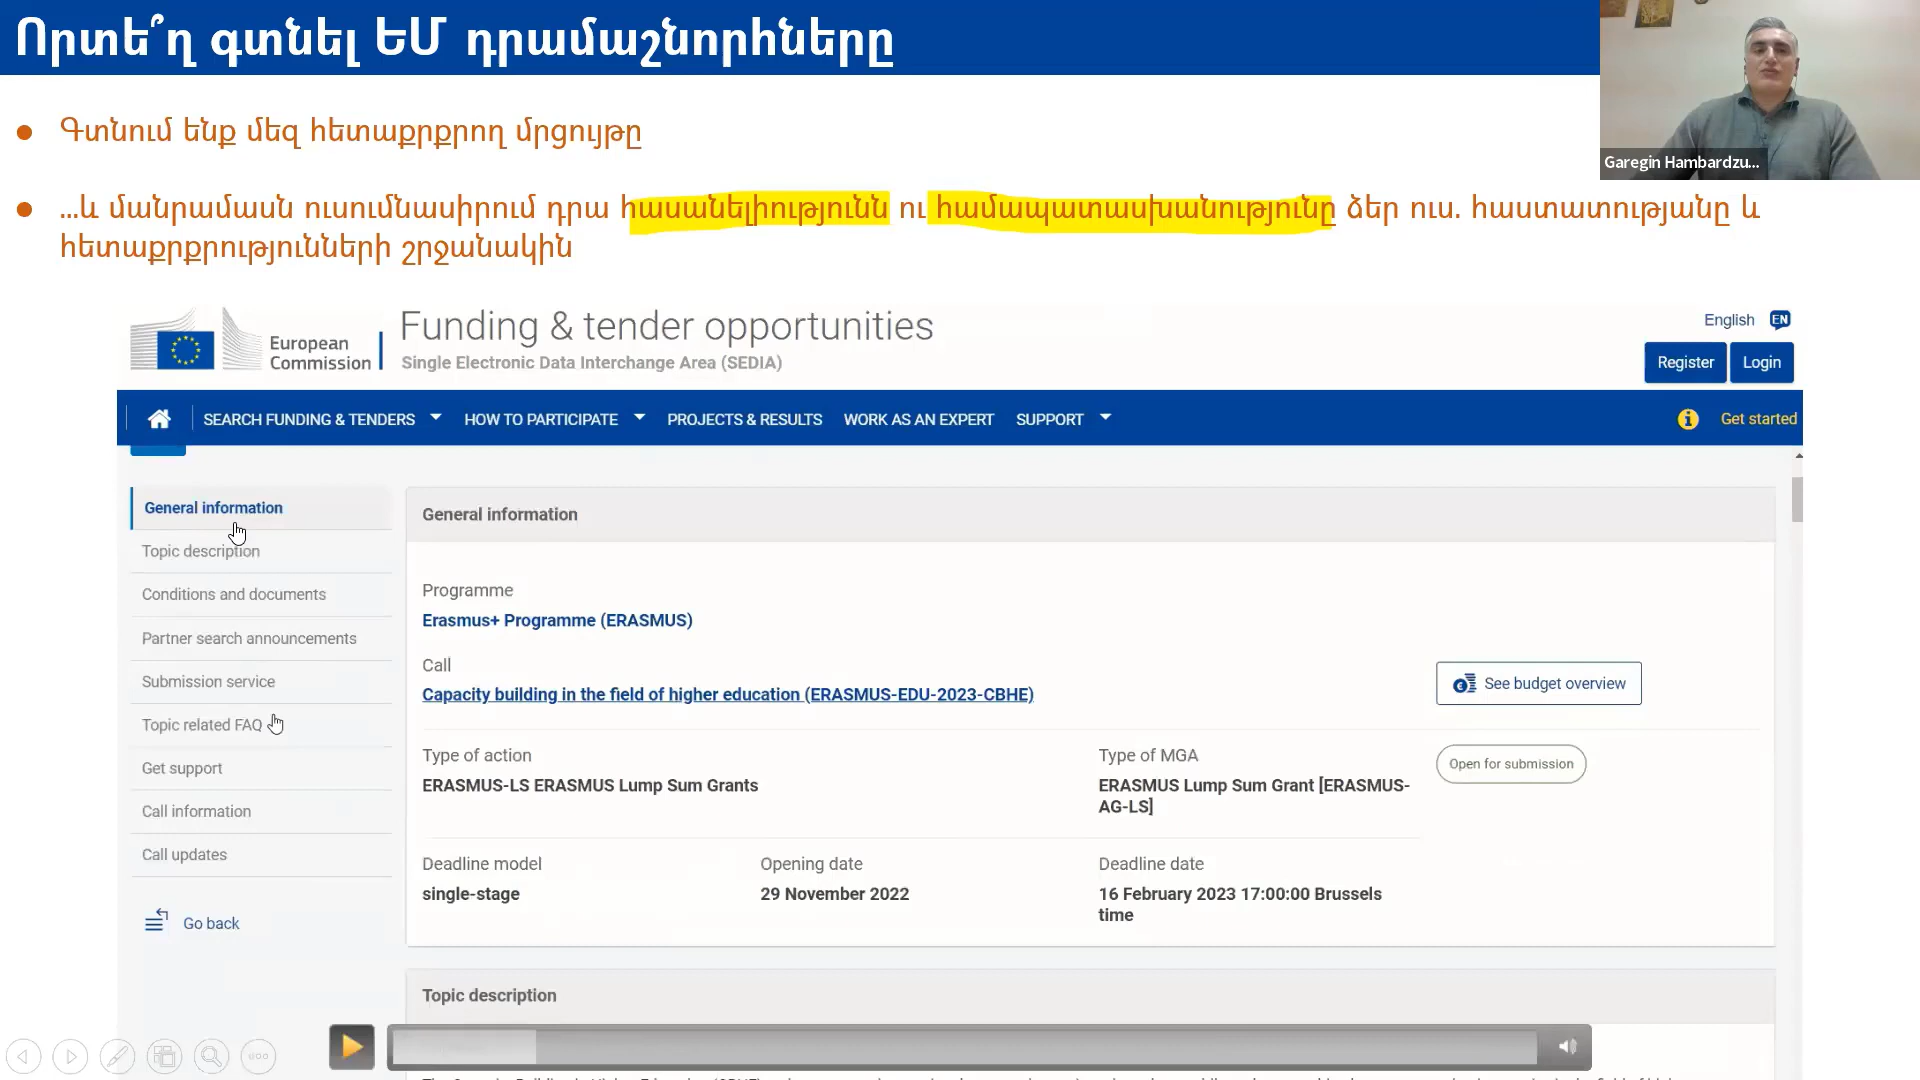 Որտե՞ղ գտնել ԵՄ դրամաշնորհները
Garegin Hambardzu...
● Գտնում ենք մեզ հետաքրքրող մրցույթը
● ...և մանրամասն ուսումնասիրում դրա հասանելիությունն ու համապատասխանությունը ձեր ուս. հաստատությանը և
հետաքրքրությունների շրջանակին
European
Commission
Funding & tender opportunities
Single Electronic Data Interchange Area (SEDIA)
English EN
Register Login
SEARCH FUNDING & TENDERS HOW TO PARTICIPATE PROJECTS & RESULTS WORK AS AN EXPERT SUPPORT Get started
General information
Topic description
Conditions and documents
Partner search announcements
Submission service
Topic related FAQ
Get support
Call information
Call updates
Go back
General information
Programme
Erasmus+ Programme (ERASMUS)
Call
Capacity building in the field of higher education (ERASMUS-EDU-2023-CBHE)
See budget overview
Type of action
ERASMUS-LS ERASMUS Lump Sum Grants
Type of MGA
ERASMUS Lump Sum Grant [ERASMUS-
AG-LS]
Open for submission
Deadline model
single-stage
Opening date
29 November 2022
Deadline date
16 February 2023 17:00:00 Brussels
time
Topic description